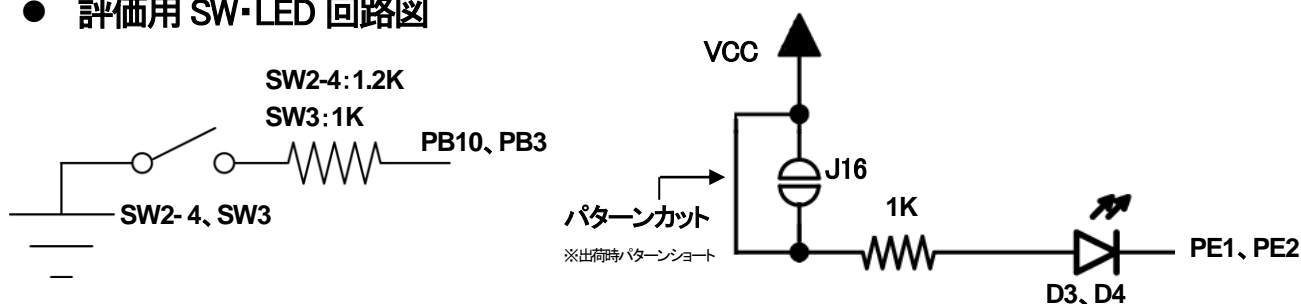 ● 評価用 SW・LED 回路図
SW2-4：1.2K
SW3：1K
PB10、PB3
SW2- 4、SW3
VCC
J16
パターンカット
※出荷時パターンショート
1K
PE1、PE2
D3、D4